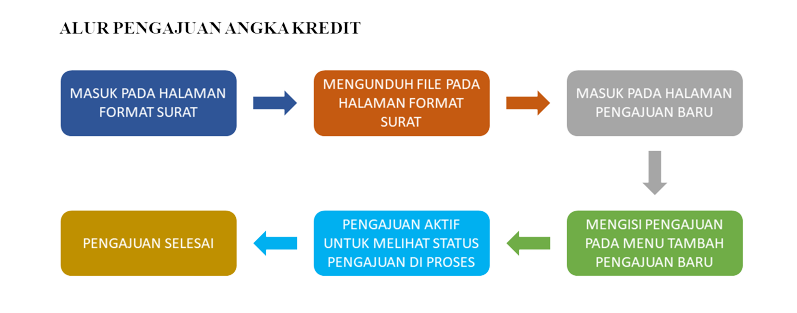 ALUR PENGAJUAN ANGKA KREDIT
MASUK PADA HALAMAN
FORMAT SURAT
MENGUNDUH FILE PADA
HALAMAN FORMAT
SURAT
MASUK PADA HALAMAN
PENGAJUAN BARU
MENGISI PENGAJUAN
PADA MENU TAMBAH
PENGAJUAN BARU
PENGAJUAN AKTIF
UNTUK MELIHAT STATUS
PENGAJUAN DI PROSES
PENGAJUAN SELESAI